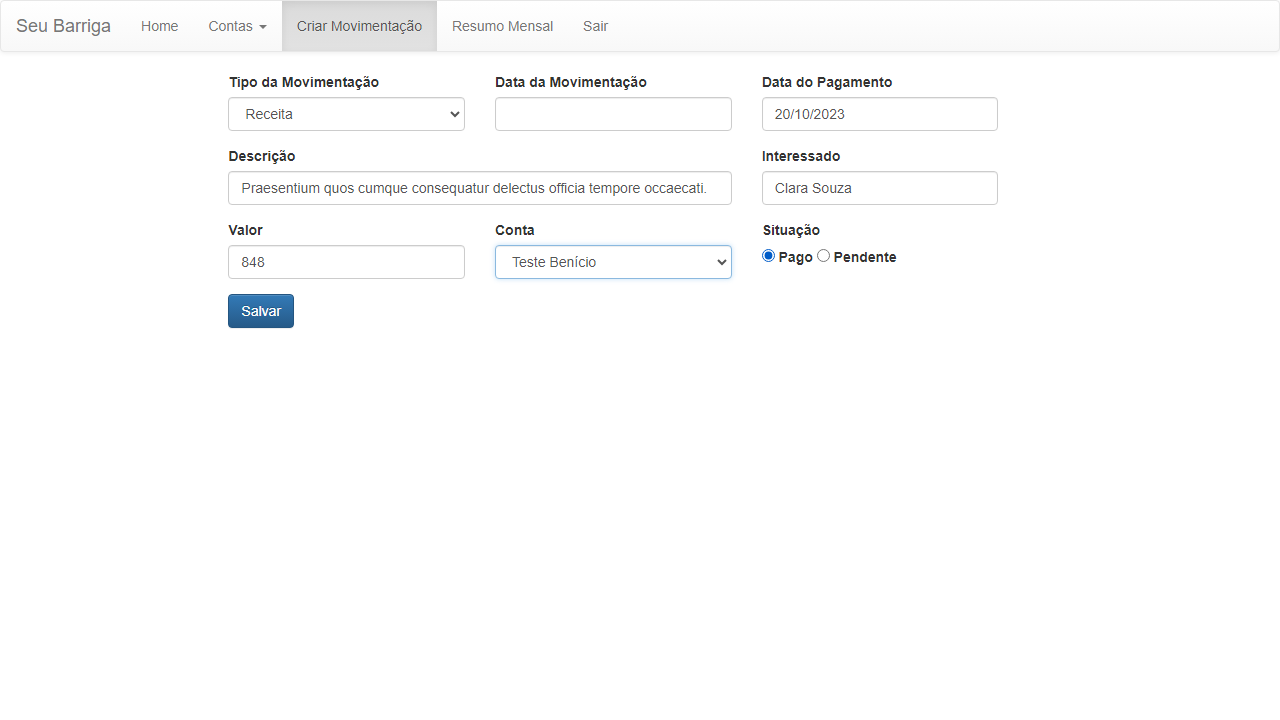 Seu Barriga Home Contas Criar Movimentação Resumo Mensal Sair
Tipo da Movimentação Data da Movimentação Data do Pagamento
Receita 20/10/2023
Descrição Interessado
Praesentium quos cumque consequatur delectus officia tempore occaecati. Clara Souza
Valor Conta Situação
848 Teste Benício Pago Pendente
Salvar